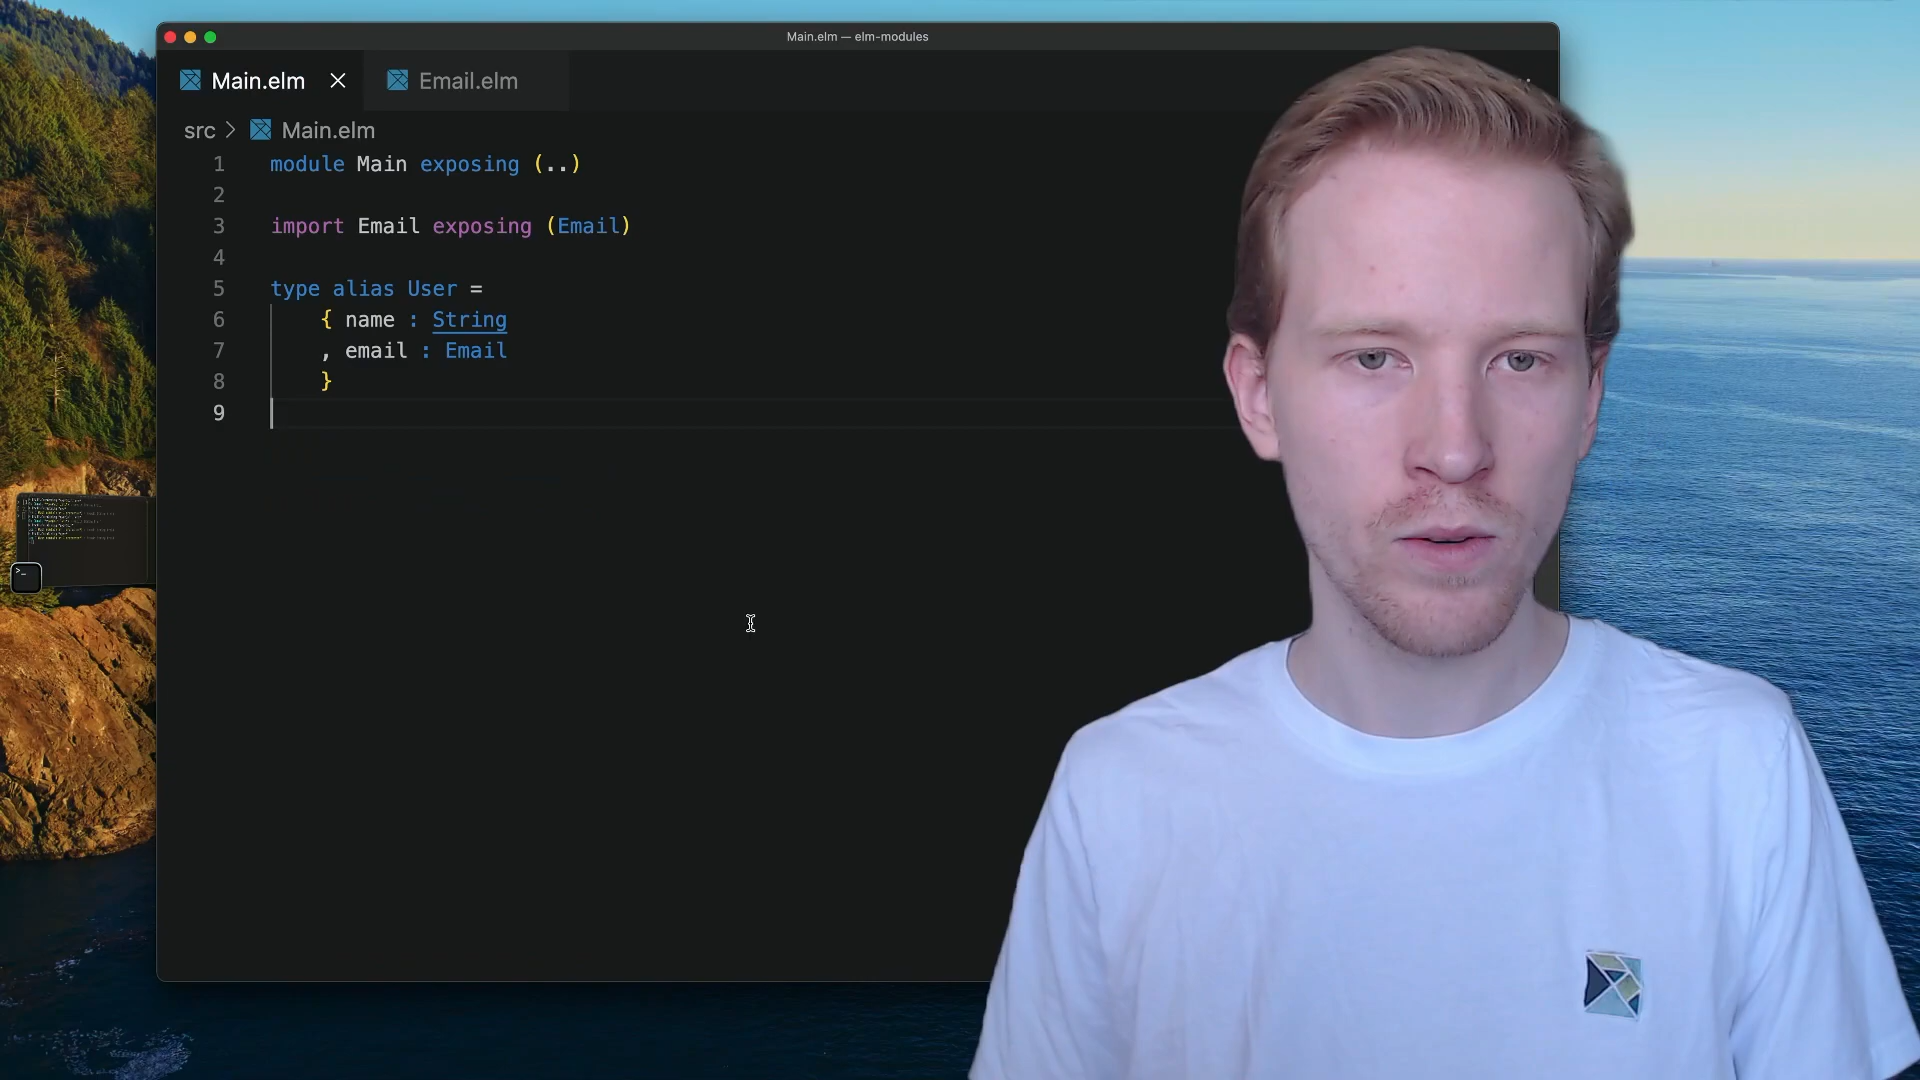 Main.elm — elm-modules
Main.elm Email.elm
src > Main.elm
1 module Main exposing (..)
2
3 import Email exposing (Email)
4
5 type alias User =
6 { name : String
7 , email : Email
8 }
9